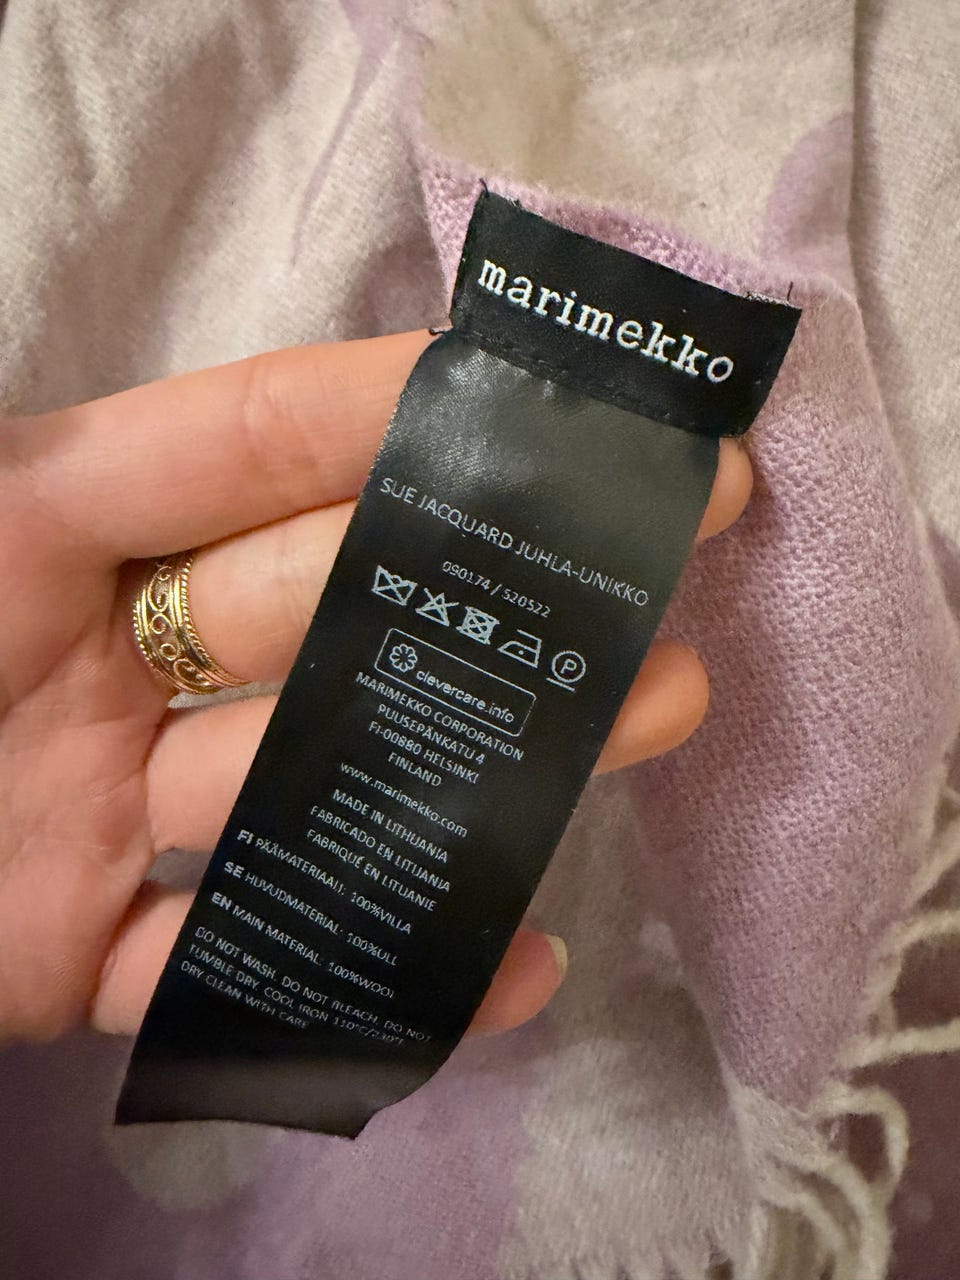 marimekko
SUE JACQUARD JUHLA-UNIKKO
090174 / 520522
P
clevercare.info
MARIMEKKO CORPORATION
PUUSEPÄNKATU 4
FI-00880 HELSINKI
FINLAND
www.marimekko.com
MADE IN LITHUANIA
FABRICADO EN LITUANIA
FABRIQUÉ EN LITUANIE
FI PÄÄMATERIAALI: 100%VILLA
SE HUVUDMATERIAL: 100%ULL
EN MAIN MATERIAL: 100%WOOL
DO NOT WASH. DO NOT BLEACH. DO NOT
TUMBLE DRY. COOL IRON 110°C/230°F
DRY CLEAN WITH CARE